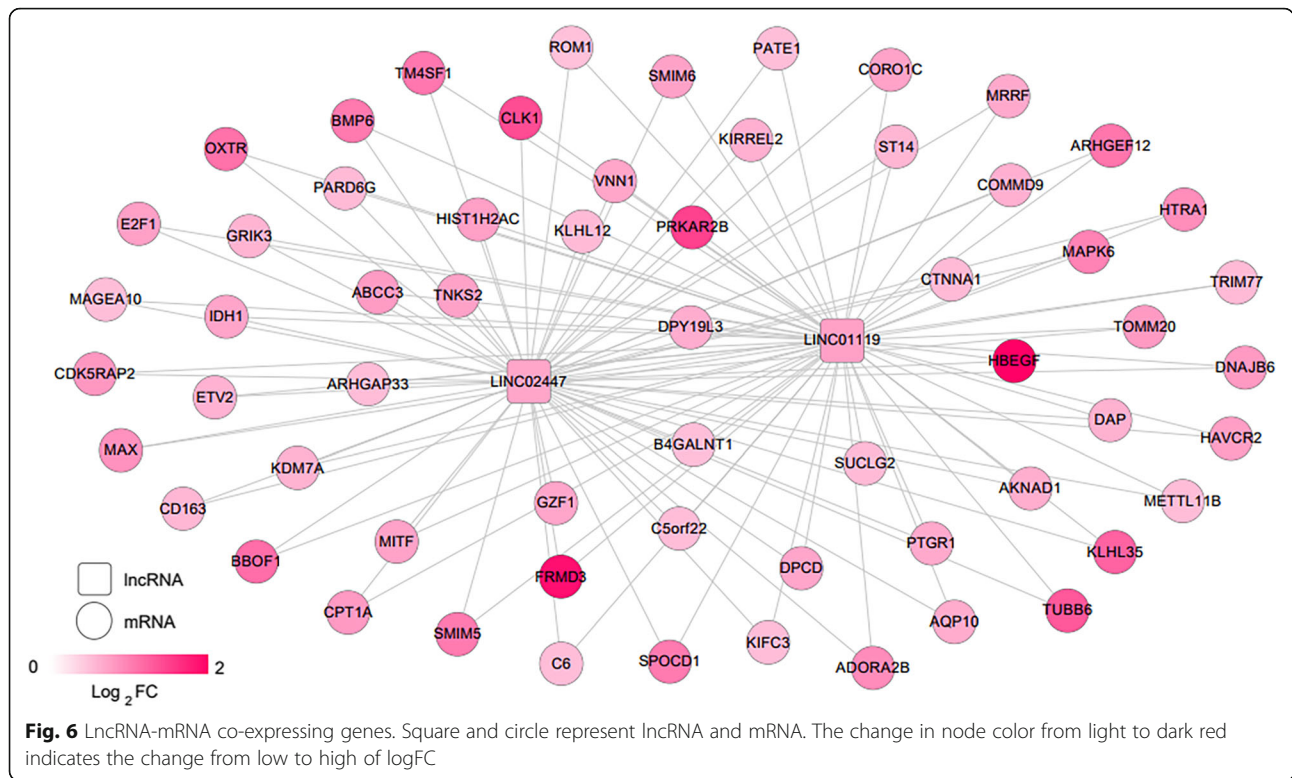 ROM1
PATE1
TM4SF1
SMIM6
CORO1C
MRRF
BMP6
CLK1
KIRREL2
ST14
ARHGEF12
OXTR
PARD6G
VNN1
COMMD9
HTRA1
E2F1
GRIK3
HIST1H2AC
KLHL12
PRKAR2B
MAPK6
MAGEA10
ABCC3
TNKS2
CTNNA1
TRIM77
IDH1
DPY19L3
LINC01119
TOMM20
CDK5RAP2
ETV2
ARHGAP33
LINC02447
HBEGF
DNAJB6
MAX
KDM7A
B4GALNT1
SUCLG2
DAP
HAVCR2
CD163
GZF1
C5orf22
AKNAD1
METTL11B
BBOF1
MITF
FRMD3
DPCD
PTGR1
KLHL35
CPT1A
SMIM5
C6
SPOCD1
KIFC3
ADORA2B
AQP10
TUBB6
lncRNA
mRNA
0 2
Log 2 FC
Fig. 6 LncRNA-mRNA co-expressing genes. Square and circle represent lncRNA and mRNA. The change in node color from light to dark red
indicates the change from low to high of logFC